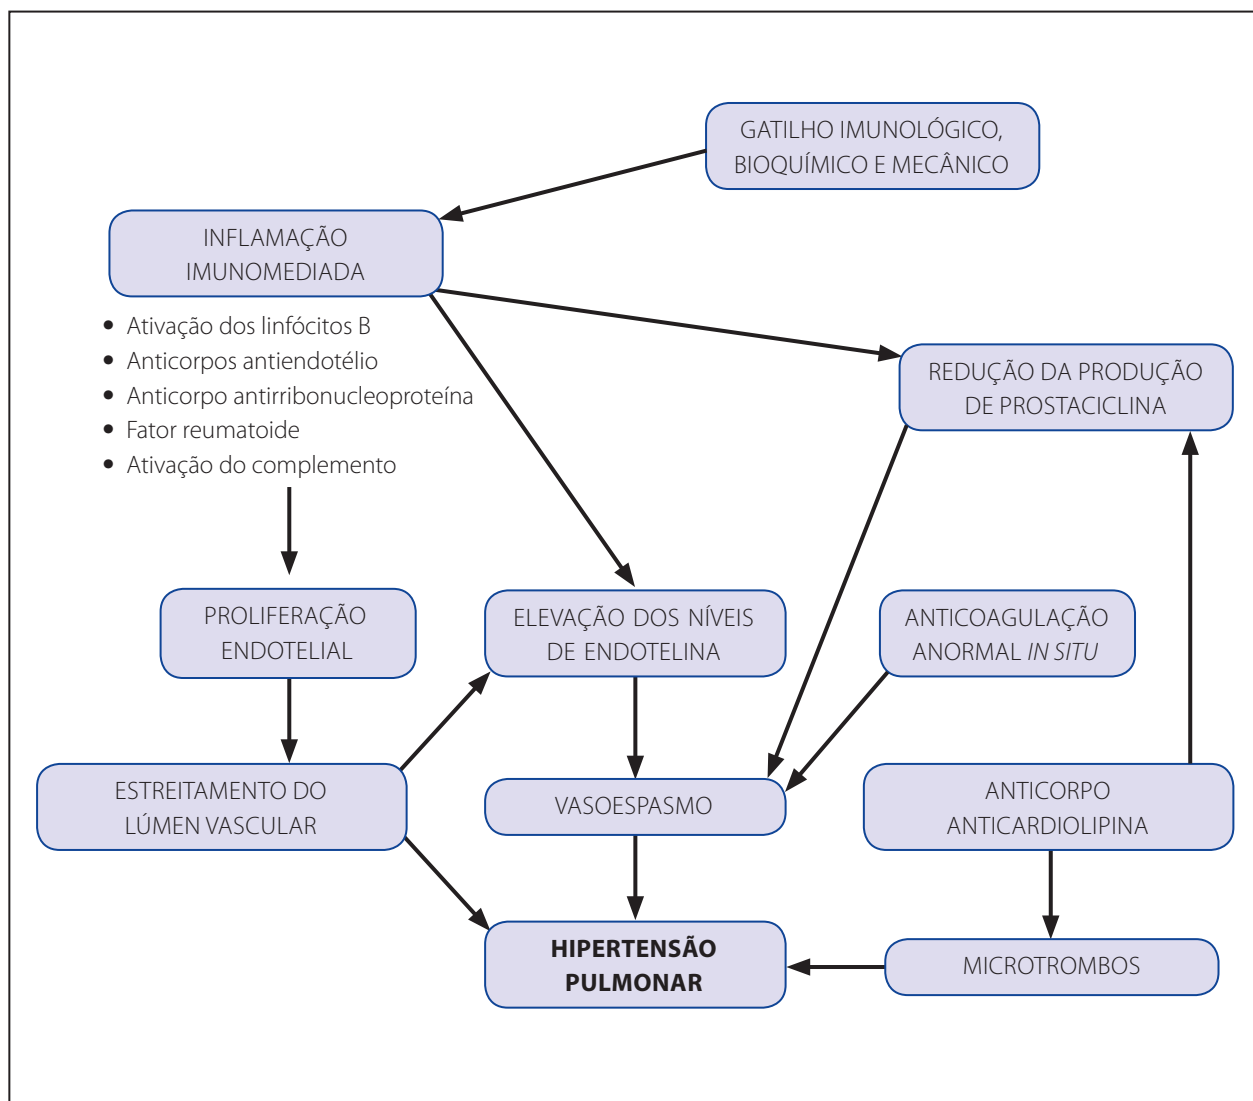 GATILHO IMUNOLÓGICO,
BIOQUÍMICO E MECÂNICO
INFLAMAÇÃO
IMUNOMEDIADA
• Ativação dos linfócitos B
• Anticorpos antiendotélio
• Anticorpo antirribonucleoproteína
• Fator reumatoide
• Ativação do complemento
REDUÇÃO DA PRODUÇÃO
DE PROSTACICLINA
PROLIFERAÇÃO
ENDOTELIAL
ELEVAÇÃO DOS NÍVEIS
DE ENDOTELINA
ANTICOAGULAÇÃO
ANORMAL IN SITU
ESTREITAMENTO DO
LÚMEN VASCULAR
VASOESPASMO
ANTICORPO
ANTICARDIOLIPINA
HIPERTENSÃO
PULMONAR
MICROTROMBOS